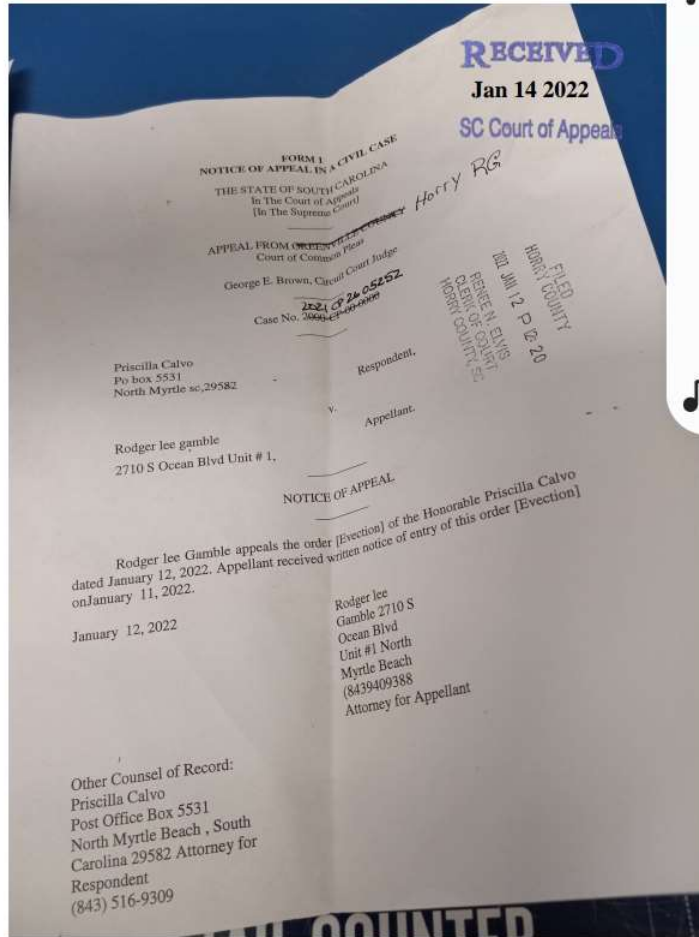 RECEIVED
Jan 14 2022
SC Court of Appeals
FORM 1
NOTICE OF APPEAL IN A CIVIL CASE
THE STATE OF SOUTH CAROLINA
In The Court of Appeals
[In The Supreme Court]
APPEAL FROM GREENVILLE COUNTY Horry RG
Court of Common Pleas
George E. Brown, Circuit Court Judge
2021 CP 26 05252
Case No. 2000-CP-00-0000
FILED
HORRY COUNTY
2022 JAN 12 P 12: 20
RENEE N. ELVIS
CLERK OF COURT
HORRY COUNTY, SC
Priscilla Calvo
Po box 5531
North Myrtle sc,29582
Respondent,
v.
Appellant.
Rodger lee gamble
2710 S Ocean Blvd Unit # 1,
NOTICE OF APPEAL
Rodger lee Gamble appeals the order [Evection] of the Honorable Priscilla Calvo
dated January 12, 2022. Appellant received written notice of entry of this order [Evection]
onJanuary 11, 2022.
January 12, 2022
Rodger lee
Gamble 2710 S
Ocean Blvd
Unit #1 North
Myrtle Beach
(8439409388
Attorney for Appellant
Other Counsel of Record:
Priscilla Calvo
Post Office Box 5531
North Myrtle Beach , South
Carolina 29582 Attorney for
Respondent
(843) 516-9309
COUNTER